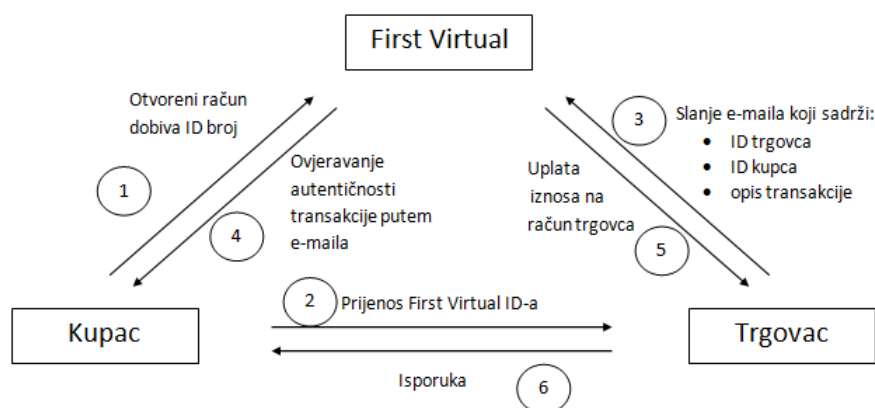 First Virtual
Otvoreni račun
dobiva ID broj
1
3
Slanje e-maila koji sadrži:
• ID trgovca
• ID kupca
• opis transakcije
Ovjeravanje
autentičnosti
transakcije putem
e-maila
4
Uplata
iznosa na
račun trgovca
5
2
Prijenos First Virtual ID-a
Kupac
Trgovac
Isporuka
6